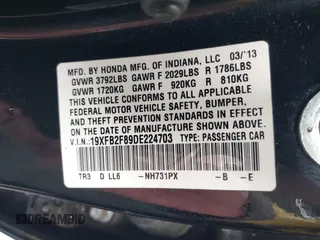 MFD. BY HONDA MFG. OF INDIANA, LLC 03/'13
GVWR 3792LBS GAWR F 2029LBS R 1786LBS
GVWR 1720KG GAWR F 920KG R 810KG
THIS VEHICLE CONFORMS TO ALL APPLICABLE
FEDERAL MOTOR VEHICLE SAFETY, BUMPER,
AND THEFT PREVENTION STANDARDS IN EFFECT
ON THE DATE OF MANUFACTURE SHOWN ABOVE.
V.I.N.: 19XFB2F89DE224703 TYPE: PASSENGER CAR
TR3 D LL6 -NH731PX -B -E
DREAMBID